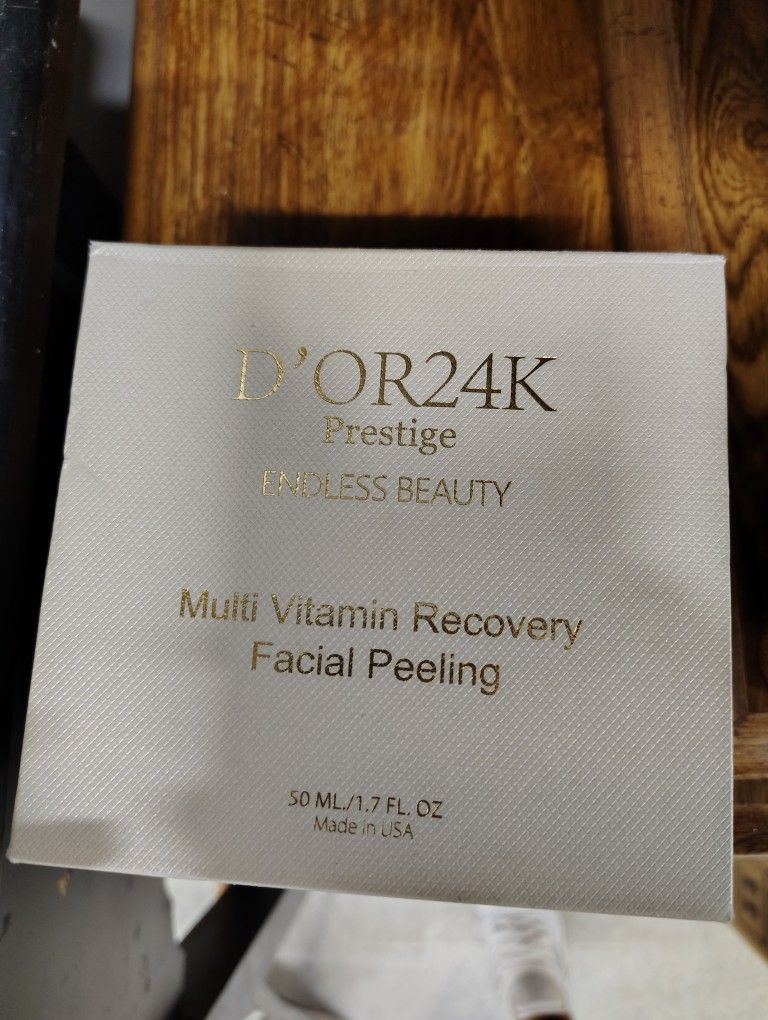 D'OR24K
Prestige
ENDLESS BEAUTY
Multi Vitamin Recovery
Facial Peeling
50 ML./1.7 FL. OZ
Made in USA